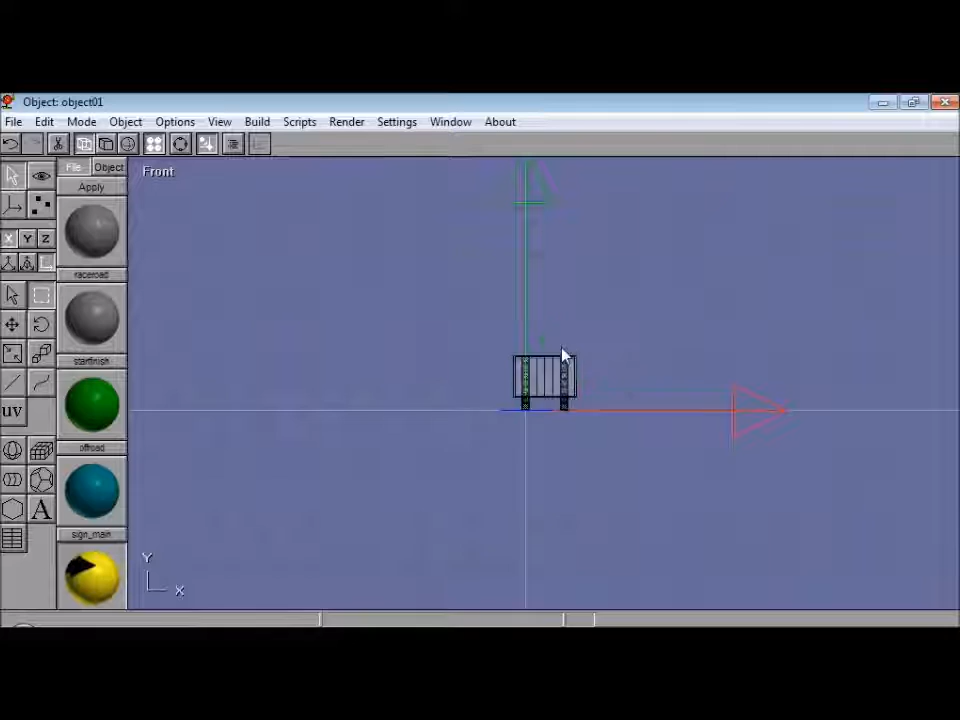 Object: object01
File Edit Mode Object Options View Build Scripts Render Settings Window About
File Object
Apply
Front
X Y Z
raceroad
startfinish
offroad
uv
A
sign_main
Y
X